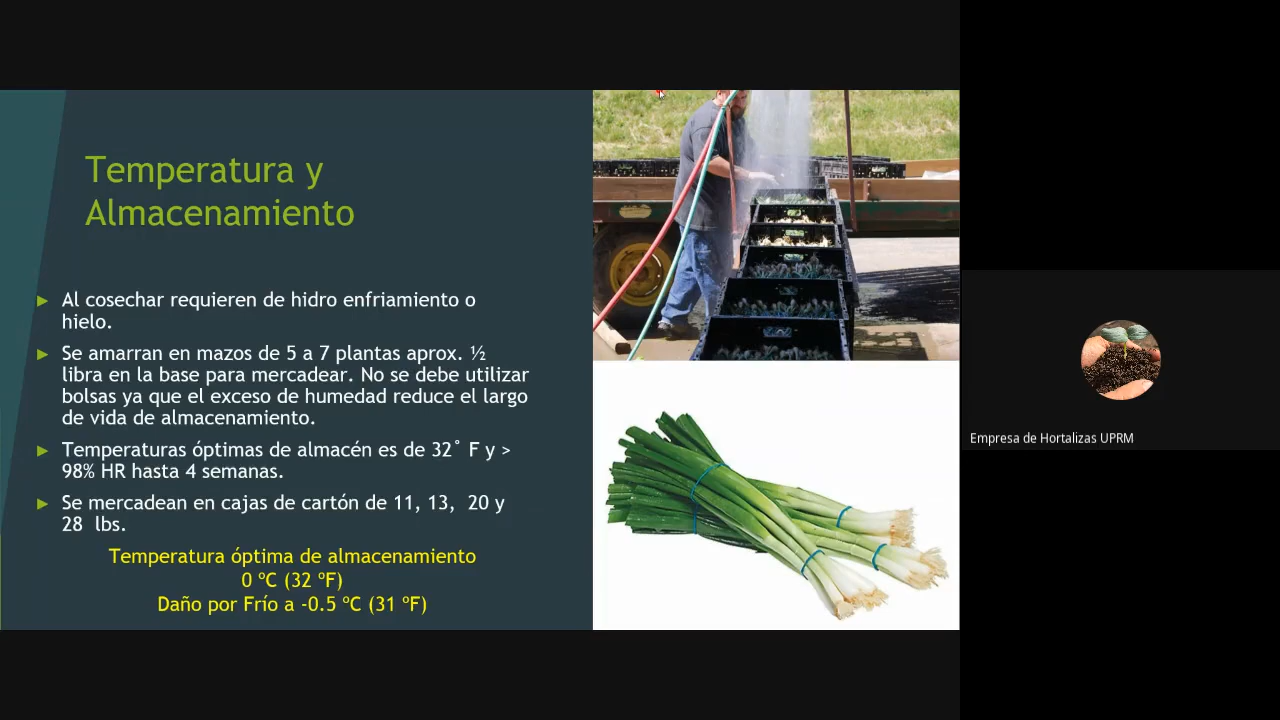 Temperatura y
Almacenamiento
Al cosechar requieren de hidro enfriamiento o
hielo.
Se amarran en mazos de 5 a 7 plantas aprox. ½
libra en la base para mercadear. No se debe utilizar
bolsas ya que el exceso de humedad reduce el largo
de vida de almacenamiento.
Temperaturas óptimas de almacén es de 32˚ F y >
98% HR hasta 4 semanas.
Se mercadean en cajas de cartón de 11, 13, 20 y
28 lbs.
Temperatura óptima de almacenamiento
0 ºC (32 ºF)
Daño por Frío a -0.5 ºC (31 ºF)
Empresa de Hortalizas UPRM